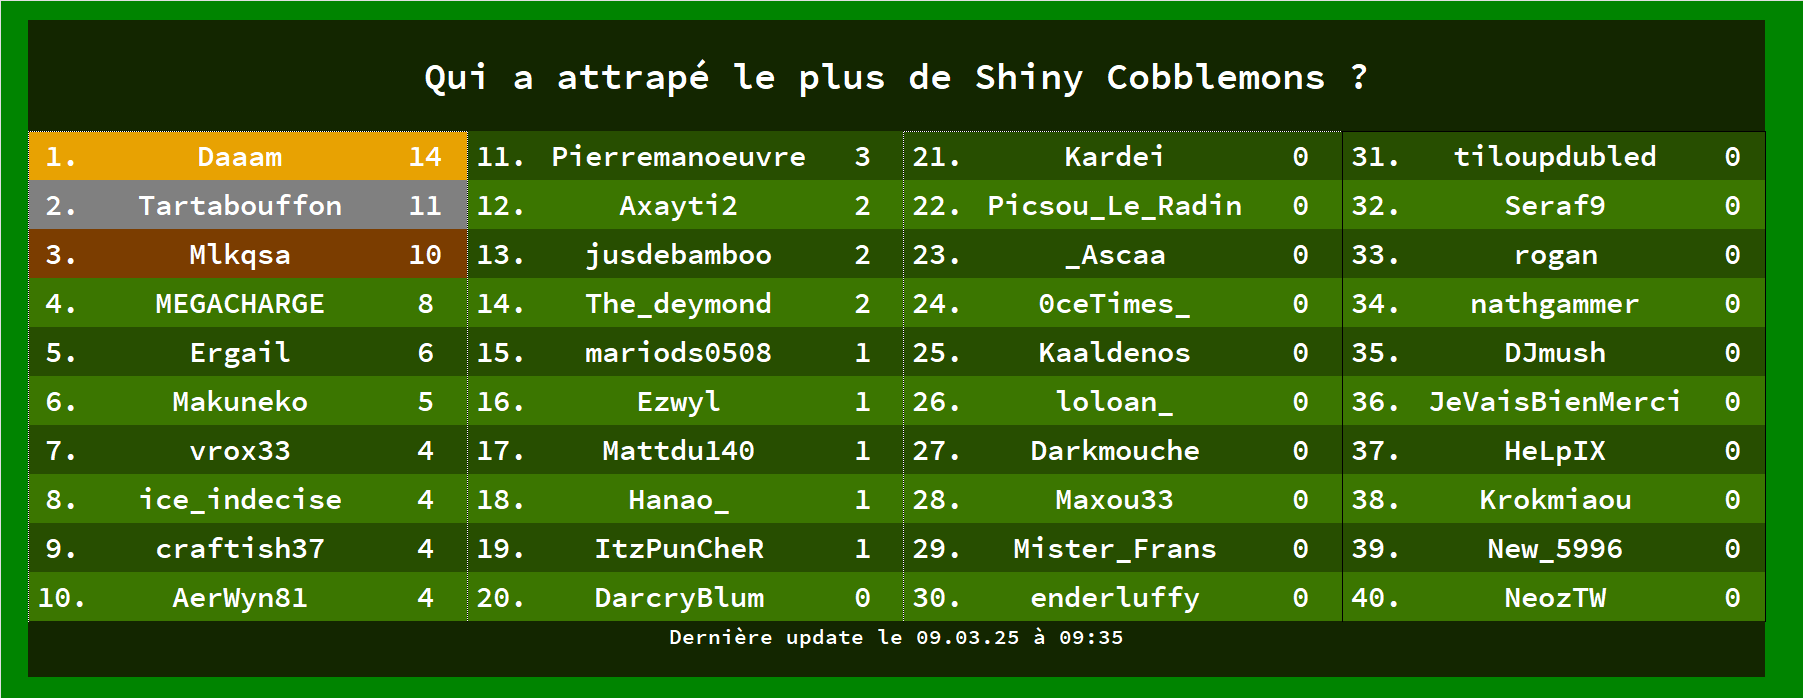 Qui a attrapé le plus de Shiny Cobblemons ?
1. Daaam 14
2. Tartabouffon 11
3. Mlkqsa 10
4. MEGACHARGE 8
5. Ergail 6
6. Makuneko 5
7. vrox33 4
8. ice_indecise 4
9. craftish37 4
10. AerWyn81 4
11. Pierremanoeuvre 3
12. Axayti2 2
13. jusdebamboo 2
14. The_deymond 2
15. mariods0508 1
16. Ezwyl 1
17. Mattdu140 1
18. Hanao_ 1
19. ItzPunCheR 1
20. DarcryBlum 0
21. Kardei 0
22. Picsou_Le_Radin 0
23. _Ascaa 0
24. 0ceTimes_ 0
25. Kaaldenos 0
26. loloan_ 0
27. Darkmouche 0
28. Maxou33 0
29. Mister_Frans 0
30. enderluffy 0
31. tiloupdubled 0
32. Seraf9 0
33. rogan 0
34. nathgammer 0
35. DJmush 0
36. JeVaisBienMerci 0
37. HeLpIX 0
38. Krokmiaou 0
39. New_5996 0
40. NeozTW 0
Dernière update le 09.03.25 à 09:35